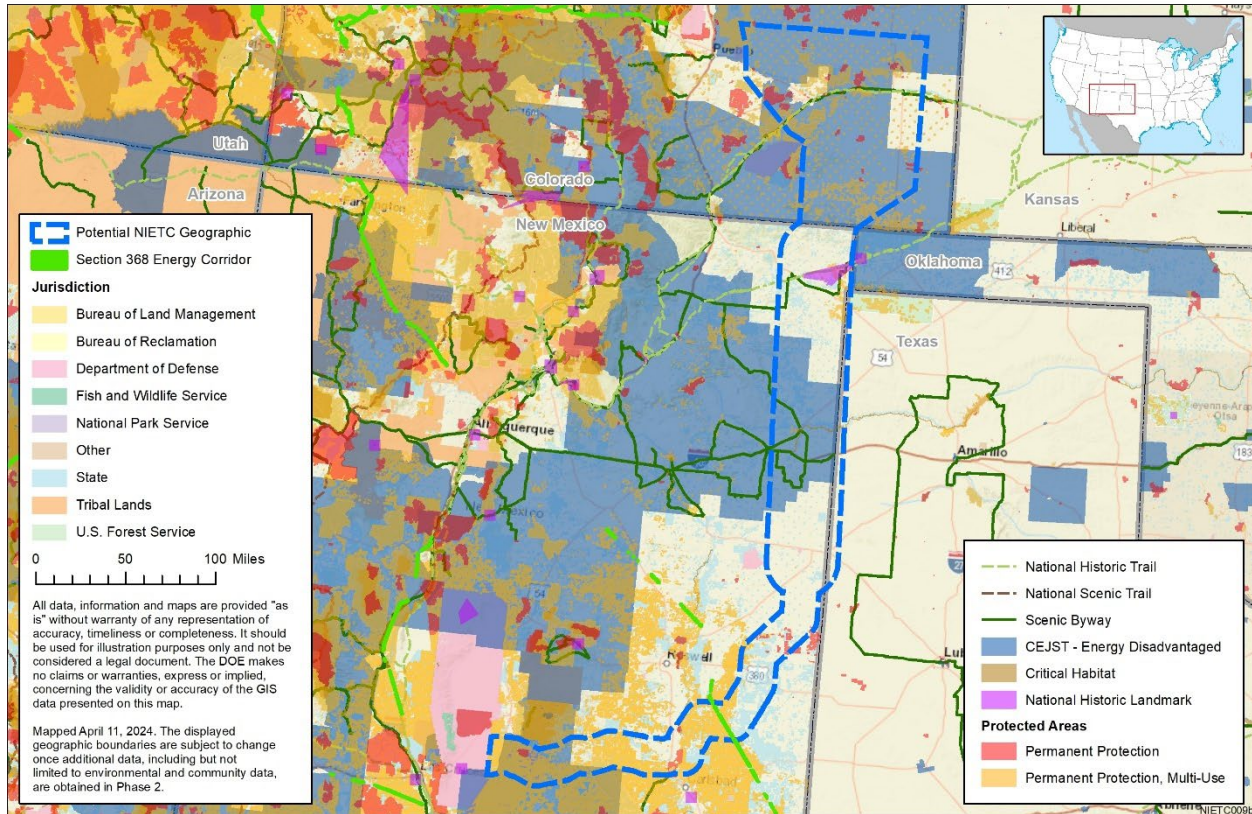 Pueblo
Utah
Colorado
Arizona
New Mexico
Kansas
Liberal
Oklahoma
412
Texas
54
Albuquerque
Amarillo
183
54
Roswell
380
27
Potential NIETC Geographic
Section 368 Energy Corridor
Jurisdiction
Bureau of Land Management
Bureau of Reclamation
Department of Defense
Fish and Wildlife Service
National Park Service
Other
State
Tribal Lands
U.S. Forest Service
0 50 100 Miles
All data, information and maps are provided "as
is" without warranty of any representation of
accuracy, timeliness or completeness. It should
be used for illustration purposes only and not be
considered a legal document. The DOE makes
no claims or warranties, express or implied,
concerning the validity or accuracy of the GIS
data presented on this map.
Mapped April 11, 2024. The displayed
geographic boundaries are subject to change
once additional data, including but not
limited to environmental and community data,
are obtained in Phase 2.
National Historic Trail
National Scenic Trail
Scenic Byway
CEJST - Energy Disadvantaged
Critical Habitat
National Historic Landmark
Protected Areas
Permanent Protection
Permanent Protection, Multi-Use